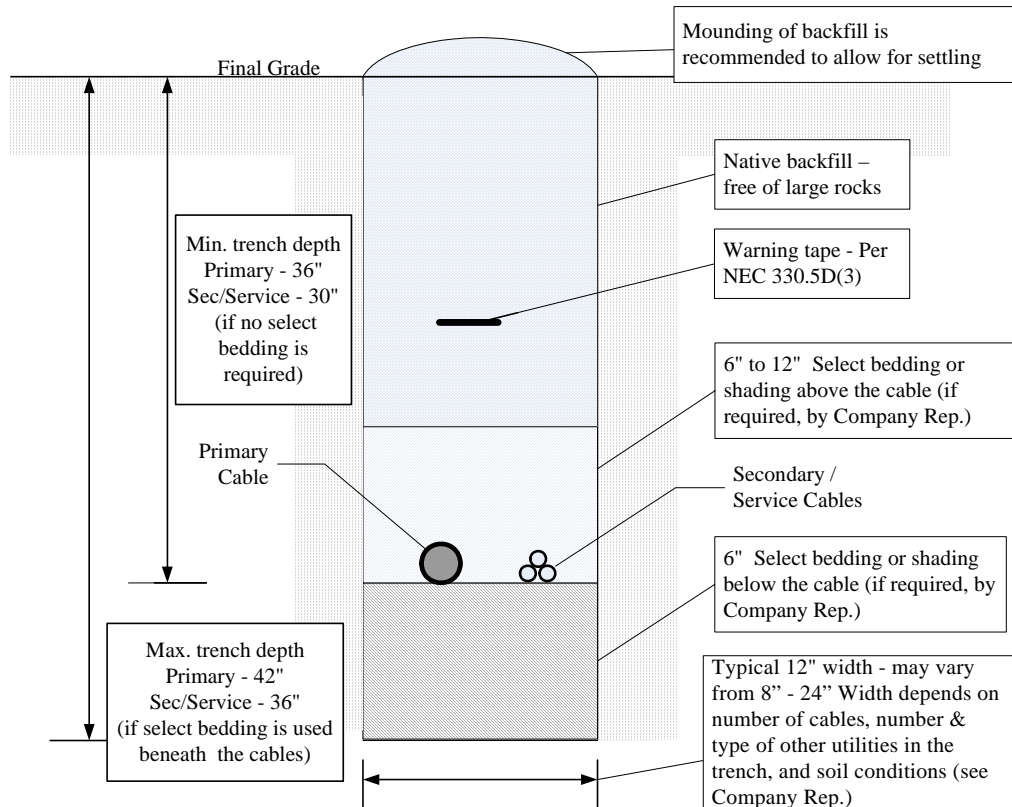 Mounding of backfill is
recommended to allow for settling
Final Grade
Native backfill –
free of large rocks
Min. trench depth
Primary - 36"
Sec/Service - 30"
(if no select
bedding is
required)
Warning tape - Per
NEC 330.5D(3)
6" to 12"  Select bedding or
shading above the cable (if
required, by Company Rep.)
Primary
Cable
Secondary /
Service Cables
6"  Select bedding or shading
below the cable (if required, by
Company Rep.)
Max. trench depth
Primary - 42"
Sec/Service - 36"
(if select bedding is used
beneath  the cables)
Typical 12" width - may vary
from 8” - 24” Width depends on
number of cables, number &
type of other utilities in the
trench, and soil conditions (see
Company Rep.)